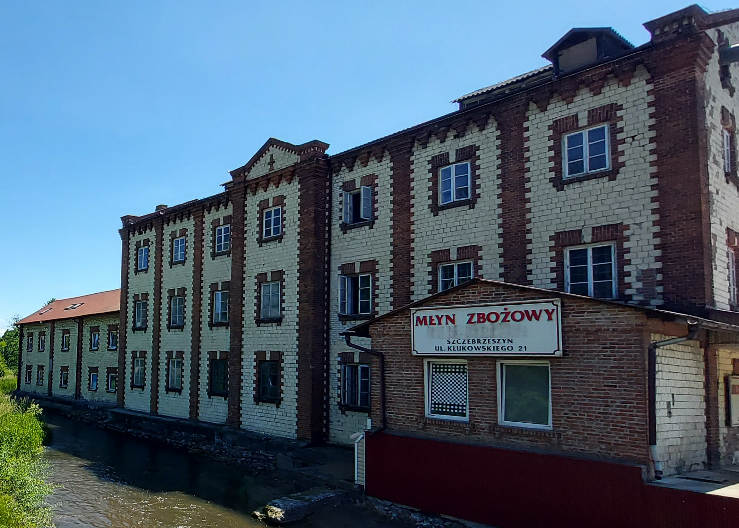 MŁYN ZBOŻOWY
SZCZEBRZESZYN
UL. KLUKOWSKIEGO 21